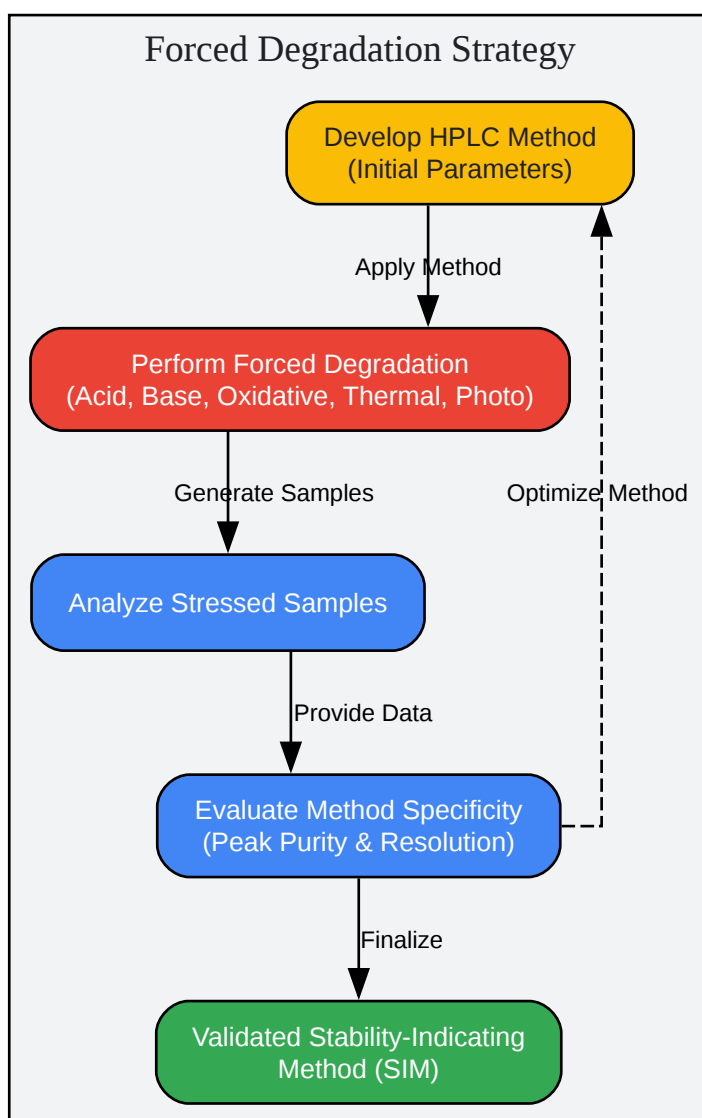 Forced Degradation Strategy
Develop HPLC Method
(Initial Parameters)
Apply Method
Perform Forced Degradation
(Acid, Base, Oxidative, Thermal, Photo)
Generate Samples
Optimize Method
Analyze Stressed Samples
Provide Data
Evaluate Method Specificity
(Peak Purity & Resolution)
Finalize
Validated Stability-Indicating
Method (SIM)